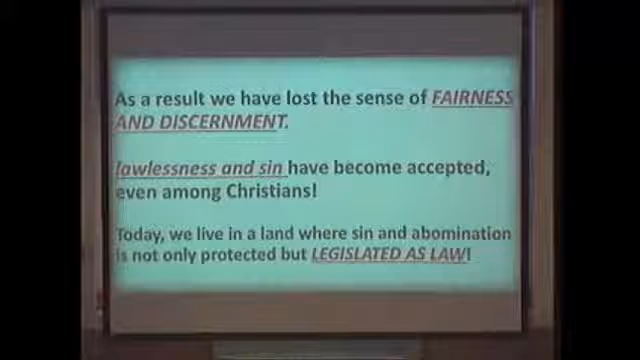 As a result we have lost the sense of FAIRNESS
AND DISCERNMENT.
lawlessness and sin have become accepted,
even among Christians!
Today, we live in a land where sin and abomination
is not only protected but LEGISLATED AS LAW!